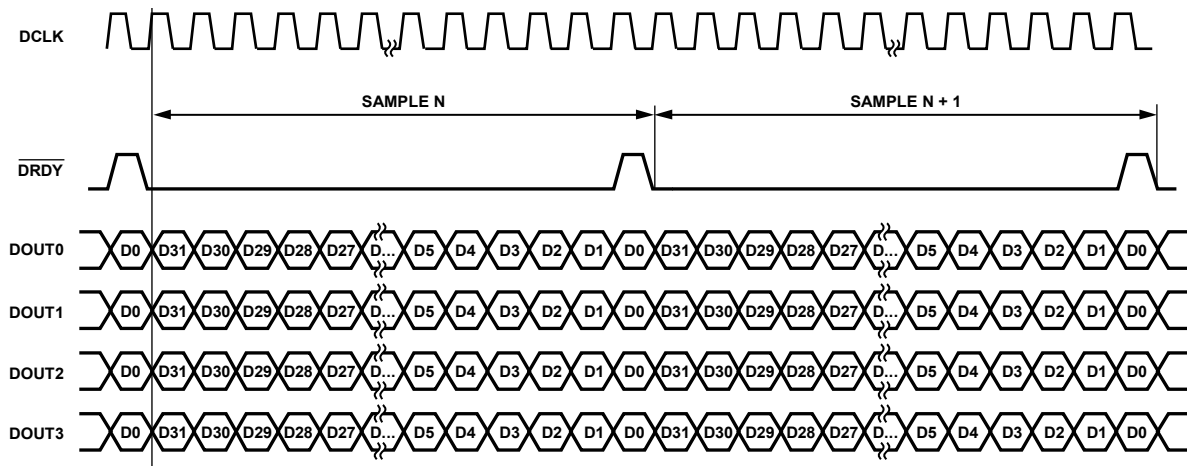 DCLK
SAMPLE N SAMPLE N + 1
DRDY
DOUT0 D0 D31 D30 D29 D28 D27 D... D5 D4 D3 D2 D1 D0 D31 D30 D29 D28 D27 D... D5 D4 D3 D2 D1 D0
DOUT1 D0 D31 D30 D29 D28 D27 D... D5 D4 D3 D2 D1 D0 D31 D30 D29 D28 D27 D... D5 D4 D3 D2 D1 D0
DOUT2 D0 D31 D30 D29 D28 D27 D... D5 D4 D3 D2 D1 D0 D31 D30 D29 D28 D27 D... D5 D4 D3 D2 D1 D0
DOUT3 D0 D31 D30 D29 D28 D27 D... D5 D4 D3 D2 D1 D0 D31 D30 D29 D28 D27 D... D5 D4 D3 D2 D1 D0